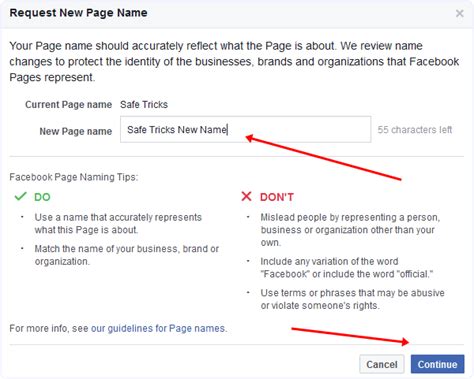 Request New Page Name
Your Page name should accurately reflect what the Page is about. We review name
changes to protect the identity of the businesses, brands and organizations that Facebook
Pages represent.
Current Page name Safe Tricks
New Page name Safe Tricks New Name 55 characters left
Facebook Page Naming Tips:
DO
Use a name that accurately represents
what this Page is about.
Match the name of your business, brand or
organization.
DON'T
Mislead people by representing a person,
business or organization other than your
own.
Include any variation of the word
"Facebook" or include the word "official."
Use terms or phrases that may be abusive
or violate someone's rights.
For more info, see our guidelines for Page names.
Cancel Continue